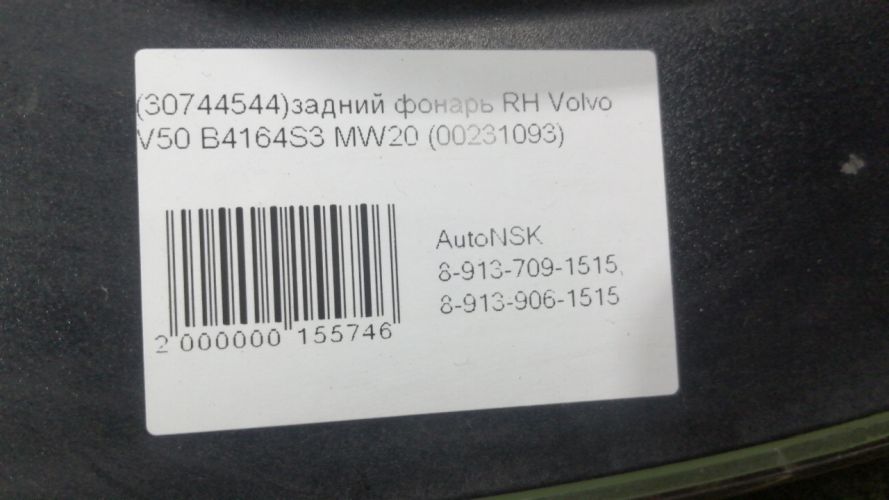 (30744544)задний фонарь RH Volvo
V50 B4164S3 MW20 (00231093)
AutoNSK
8-913-709-1515,
8-913-906-1515
2 000000 155746